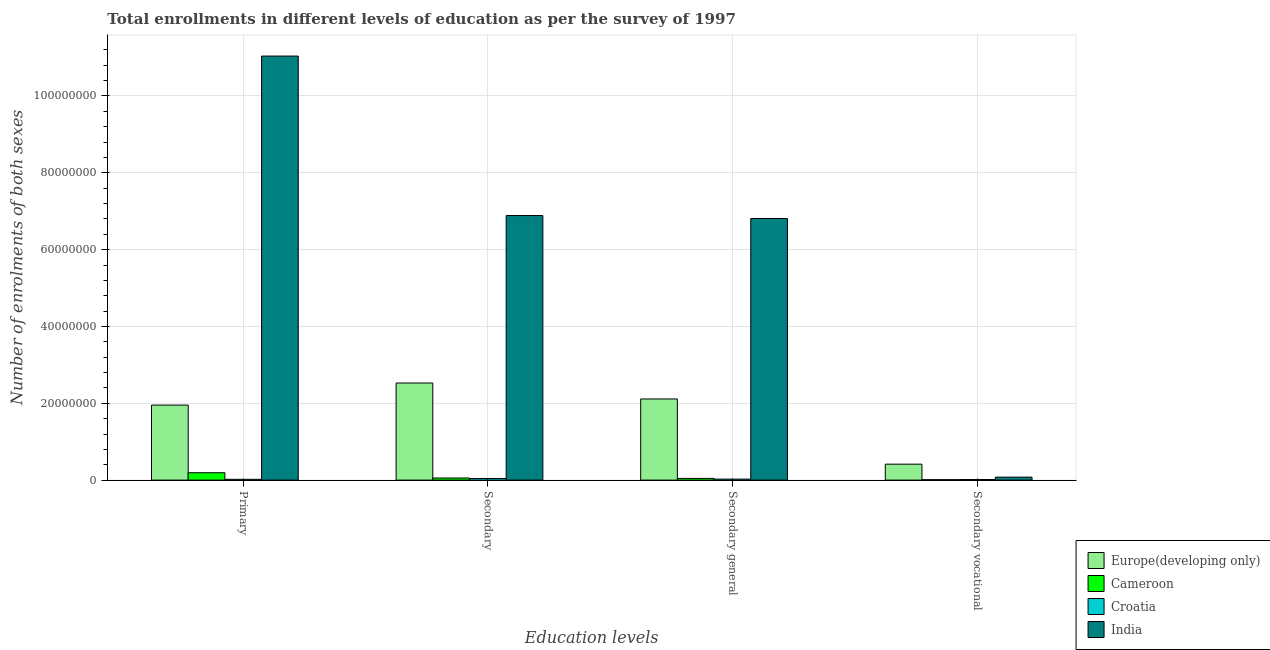 Total enrollments in different levels of education as per the survey of 1997
Number of enrolments of both sexes
100000000
80000000
60000000
40000000
20000000
0
Primary
Secondary
Secondary general
Secondary vocational
Education levels
Europe(developing only)
Cameroon
Croatia
India